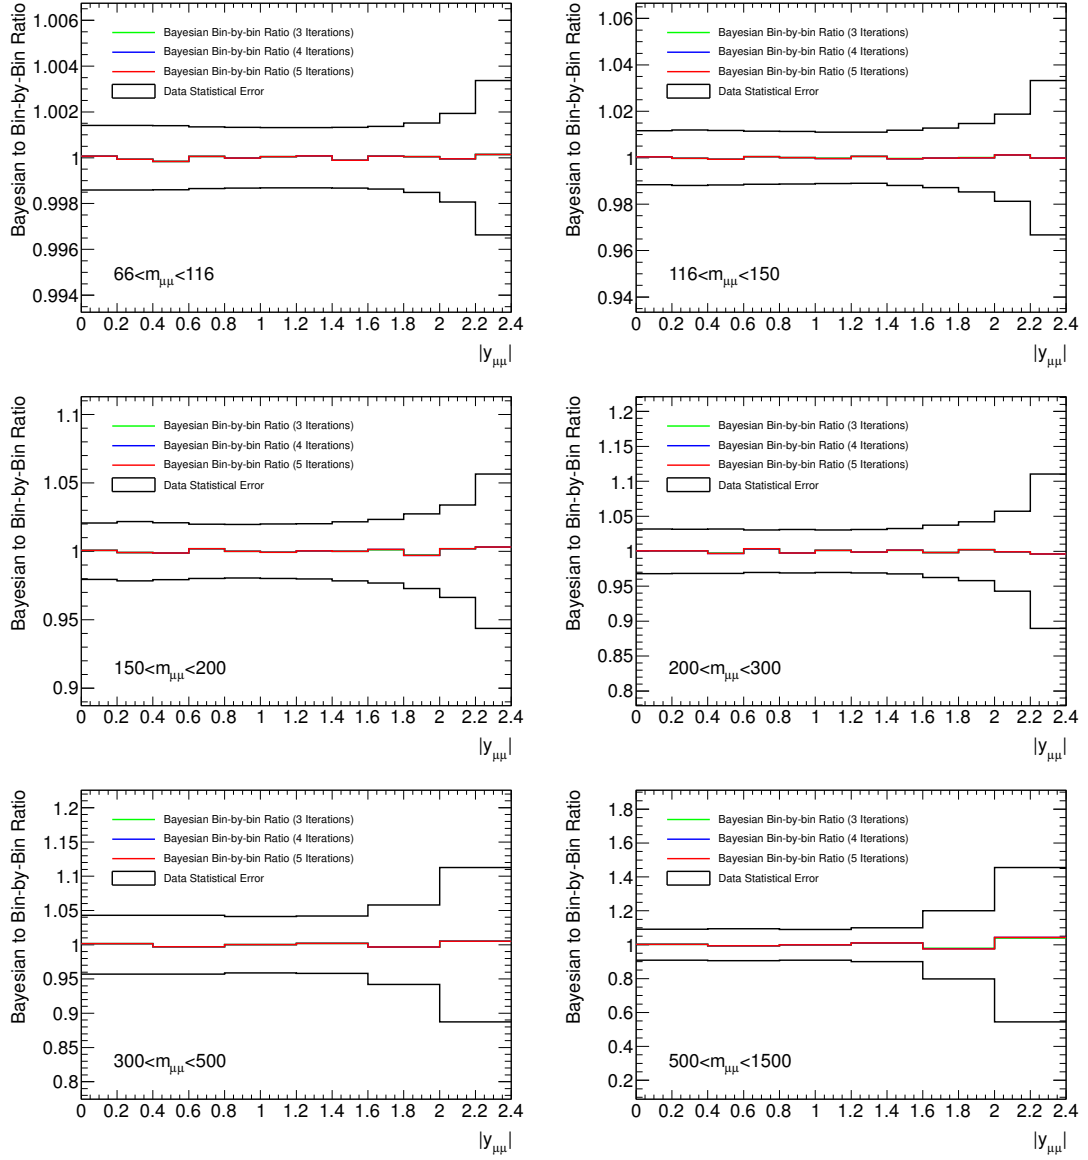 Bayesian to Bin-by-Bin Ratio
1.006
1.004
1.002
1
0.998
0.996
0.994
Bayesian Bin-by-bin Ratio (3 Iterations)
Bayesian Bin-by-bin Ratio (4 Iterations)
Bayesian Bin-by-bin Ratio (5 Iterations)
Data Statistical Error
66<m_μμ<116
0 0.2 0.4 0.6 0.8 1 1.2 1.4 1.6 1.8 2 2.2 2.4
|y_μμ|
Bayesian to Bin-by-Bin Ratio
1.06
1.04
1.02
1
0.98
0.96
0.94
Bayesian Bin-by-bin Ratio (3 Iterations)
Bayesian Bin-by-bin Ratio (4 Iterations)
Bayesian Bin-by-bin Ratio (5 Iterations)
Data Statistical Error
116<m_μμ<150
0 0.2 0.4 0.6 0.8 1 1.2 1.4 1.6 1.8 2 2.2 2.4
|y_μμ|
Bayesian to Bin-by-Bin Ratio
1.1
1.05
1
0.95
0.9
Bayesian Bin-by-bin Ratio (3 Iterations)
Bayesian Bin-by-bin Ratio (4 Iterations)
Bayesian Bin-by-bin Ratio (5 Iterations)
Data Statistical Error
150<m_μμ<200
0 0.2 0.4 0.6 0.8 1 1.2 1.4 1.6 1.8 2 2.2 2.4
|y_μμ|
Bayesian to Bin-by-Bin Ratio
1.2
1.15
1.1
1.05
1
0.95
0.9
0.85
0.8
Bayesian Bin-by-bin Ratio (3 Iterations)
Bayesian Bin-by-bin Ratio (4 Iterations)
Bayesian Bin-by-bin Ratio (5 Iterations)
Data Statistical Error
200<m_μμ<300
0 0.2 0.4 0.6 0.8 1 1.2 1.4 1.6 1.8 2 2.2 2.4
|y_μμ|
Bayesian to Bin-by-Bin Ratio
1.2
1.15
1.1
1.05
1
0.95
0.9
0.85
0.8
Bayesian Bin-by-bin Ratio (3 Iterations)
Bayesian Bin-by-bin Ratio (4 Iterations)
Bayesian Bin-by-bin Ratio (5 Iterations)
Data Statistical Error
300<m_μμ<500
0 0.2 0.4 0.6 0.8 1 1.2 1.4 1.6 1.8 2 2.2 2.4
|y_μμ|
Bayesian to Bin-by-Bin Ratio
1.8
1.6
1.4
1.2
1
0.8
0.6
0.4
0.2
Bayesian Bin-by-bin Ratio (3 Iterations)
Bayesian Bin-by-bin Ratio (4 Iterations)
Bayesian Bin-by-bin Ratio (5 Iterations)
Data Statistical Error
500<m_μμ<1500
0 0.2 0.4 0.6 0.8 1 1.2 1.4 1.6 1.8 2 2.2 2.4
|y_μμ|